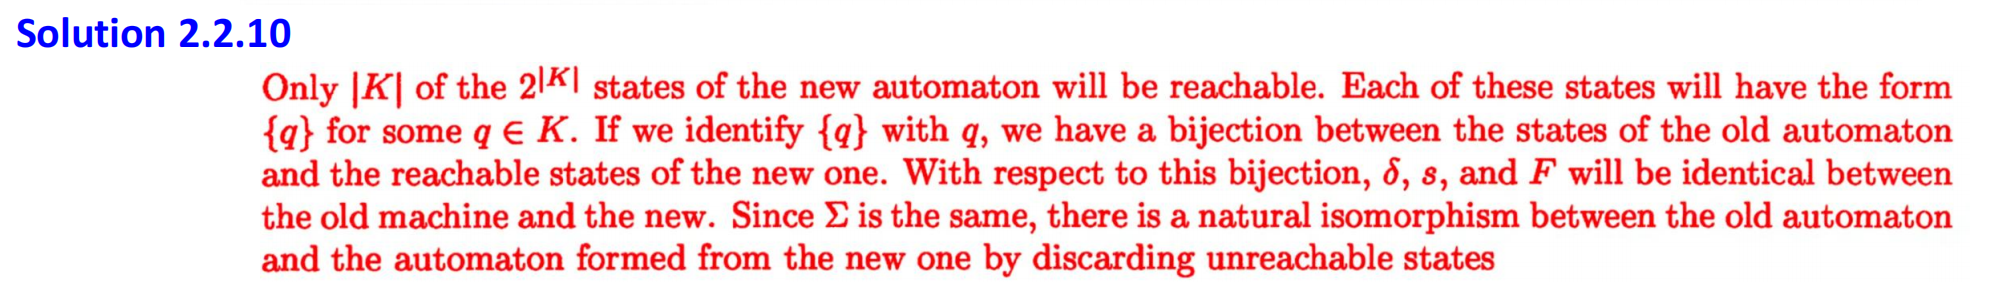 Solution 2.2.10
Only |K| of the 2^|K| states of the new automaton will be reachable. Each of these states will have the form
{q} for some q ∈ K. If we identify {q} with q, we have a bijection between the states of the old automaton
and the reachable states of the new one. With respect to this bijection, δ, s, and F will be identical between
the old machine and the new. Since Σ is the same, there is a natural isomorphism between the old automaton
and the automaton formed from the new one by discarding unreachable states